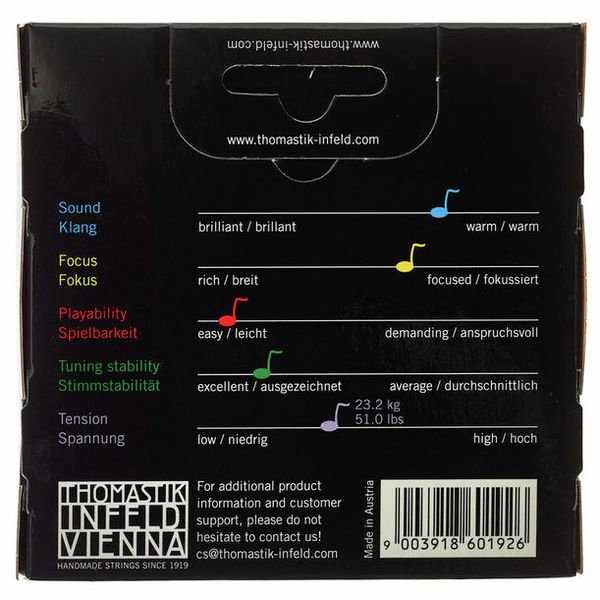 www.thomastik-infeld.com
www.thomastik-infeld.com
Sound
Klang
brilliant / brillant
warm / warm
Focus
Fokus
rich / breit
focused / fokussiert
Playability
Spielbarkeit
easy / leicht
demanding / anspruchsvoll
Tuning stability
Stimmstabilität
excellent / ausgezeichnet
average / durchschnittlich
Tension
Spannung
23.2 kg
51.0 lbs
low / niedrig
high / hoch
THOMASTIK
INFELD
VIENNA
HANDMADE STRINGS SINCE 1919
For additional product
information and customer
support, please do not
hesitate to contact us!
cs@thomastik-infeld.com
Made in Austria
9 003918 601926